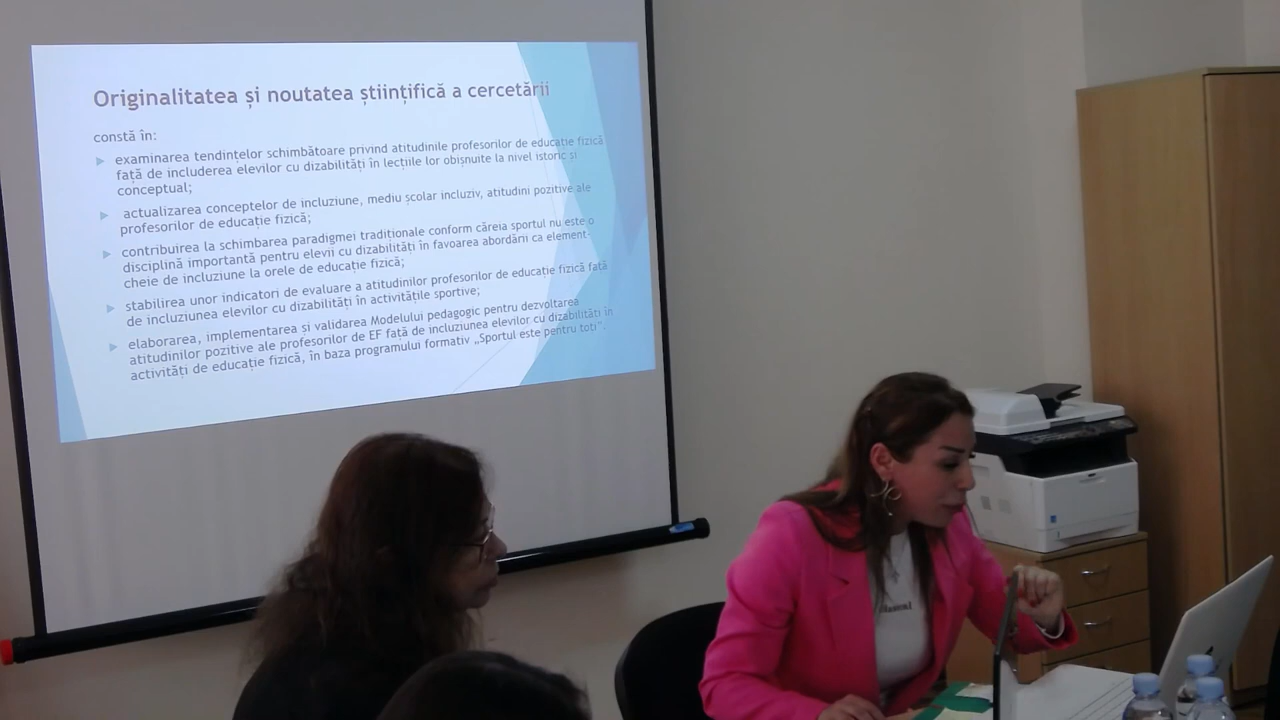 Originalitatea și noutatea științifică a cercetării
constă în:
examinarea tendințelor schimbătoare privind atitudinile profesorilor de educație fizică
față de includerea elevilor cu dizabilități în lecțiile lor obișnuite la nivel istoric și
conceptual;
actualizarea conceptelor de incluziune, mediu școlar incluziv, atitudini pozitive ale
profesorilor de educație fizică;
contribuirea la schimbarea paradigmei tradiționale conform căreia sportul nu este o
disciplină importantă pentru elevii cu dizabilități în favoarea abordării ca element-
cheie de incluziune la orele de educație fizică;
stabilirea unor indicatori de evaluare a atitudinilor profesorilor de educație fizică față
de incluziunea elevilor cu dizabilități în activitățile sportive;
elaborarea, implementarea și validarea Modelului pedagogic pentru dezvoltarea
atitudinilor pozitive ale profesorilor de EF față de incluziunea elevilor cu dizabilități în
activități de educație fizică, în baza programului formativ „Sportul este pentru toți”.